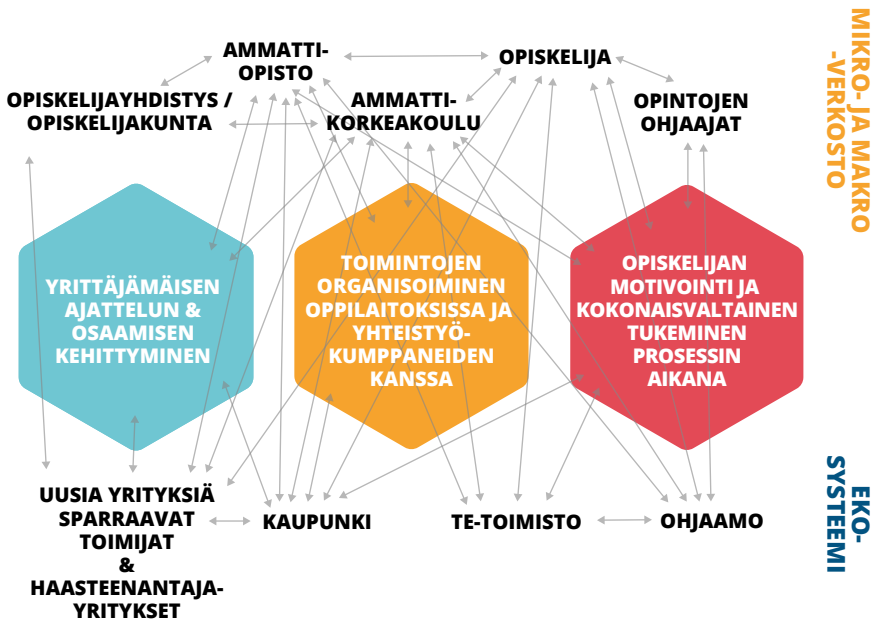 AMMATTI-
OPISTO
OPISKELIJA
OPISKELIJAYHDISTYS /
OPISKELIJAKUNTA
AMMATTI-
KORKEAKOULU
OPINTOJEN
OHJAAJAT
MIKRO- JA MAKRO
-VERKOSTO
YRITTÄJÄMÄISEN
AJATTELUN &
OSAAMISEN
KEHITTYMINEN
TOIMINTOJEN
ORGANISOIMINEN
OPPILAITOKSISSA JA
YHTEISTYÖ-
KUMPPANEIDEN
KANSSA
OPISKELIJAN
MOTIVOINTI JA
KOKONAISVALTAINEN
TUKEMINEN
PROSESSIN
AIKANA
UUSIA YRITYKSIÄ
SPARRAAVAT
TOIMIJAT
&
HAASTEENANTAJA-
YRITYKSET
KAUPUNKI
TE-TOIMISTO
OHJAAMO
EKO-
SYSTEEMI